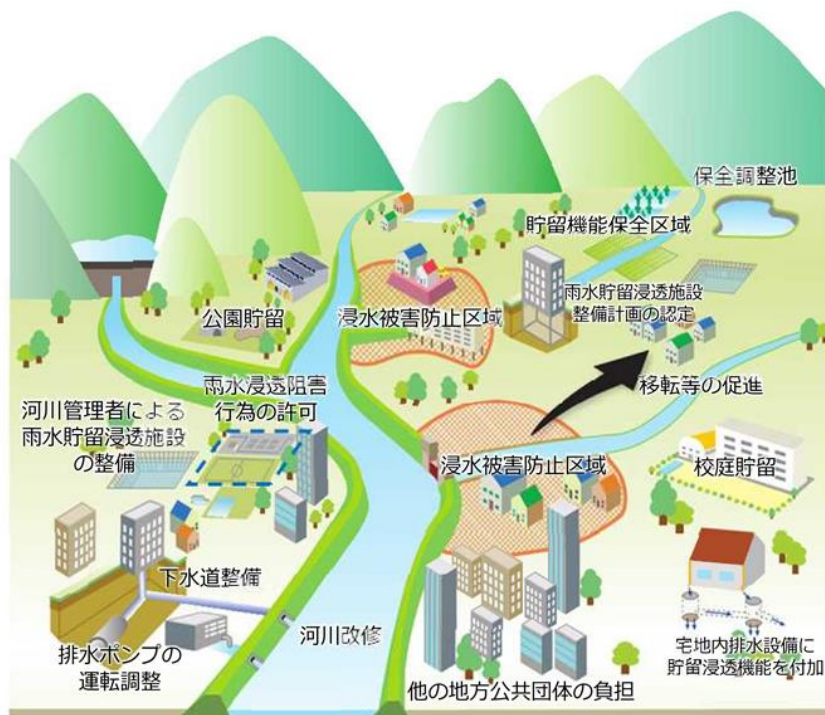 保全調整池
貯留機能保全区域
雨水貯留浸透施設
整備計画の認定
公園貯留
浸水被害防止区域
移転等の促進
雨水浸透阻害
行為の許可
河川管理者による
雨水貯留浸透施設
の整備
浸水被害防止区域
校庭貯留
下水道整備
河川改修
排水ポンプの
運転調整
他の地方公共団体の負担
宅地内排水設備に
貯留浸透機能を付加